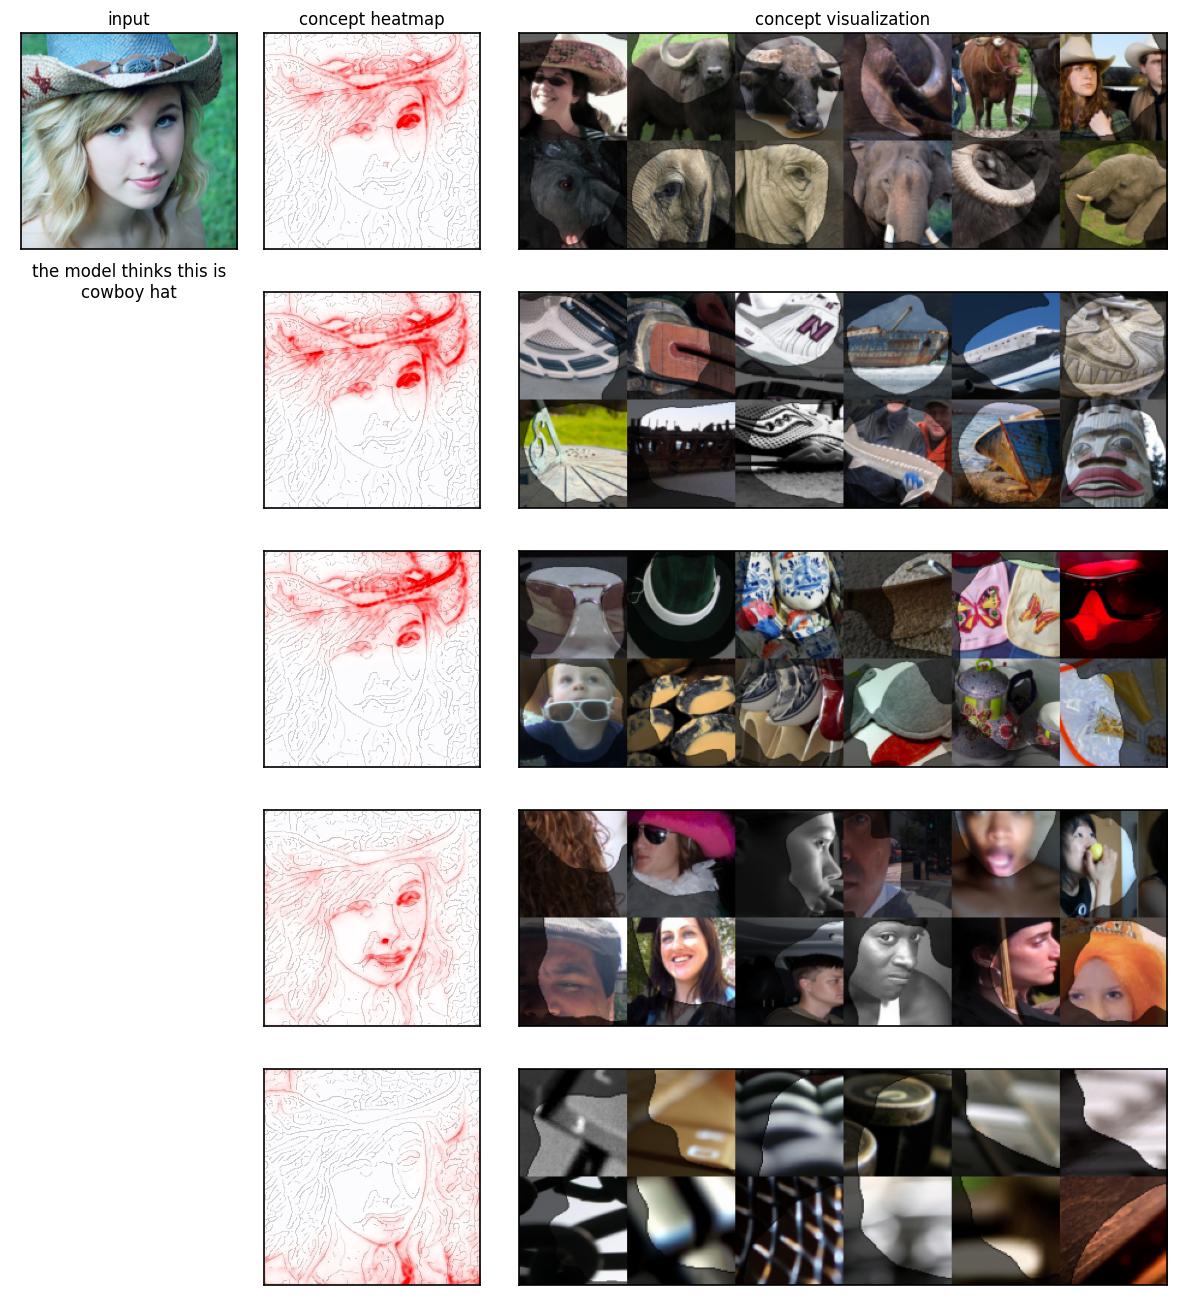 input
concept heatmap
concept visualization
the model thinks this is
cowboy hat
N